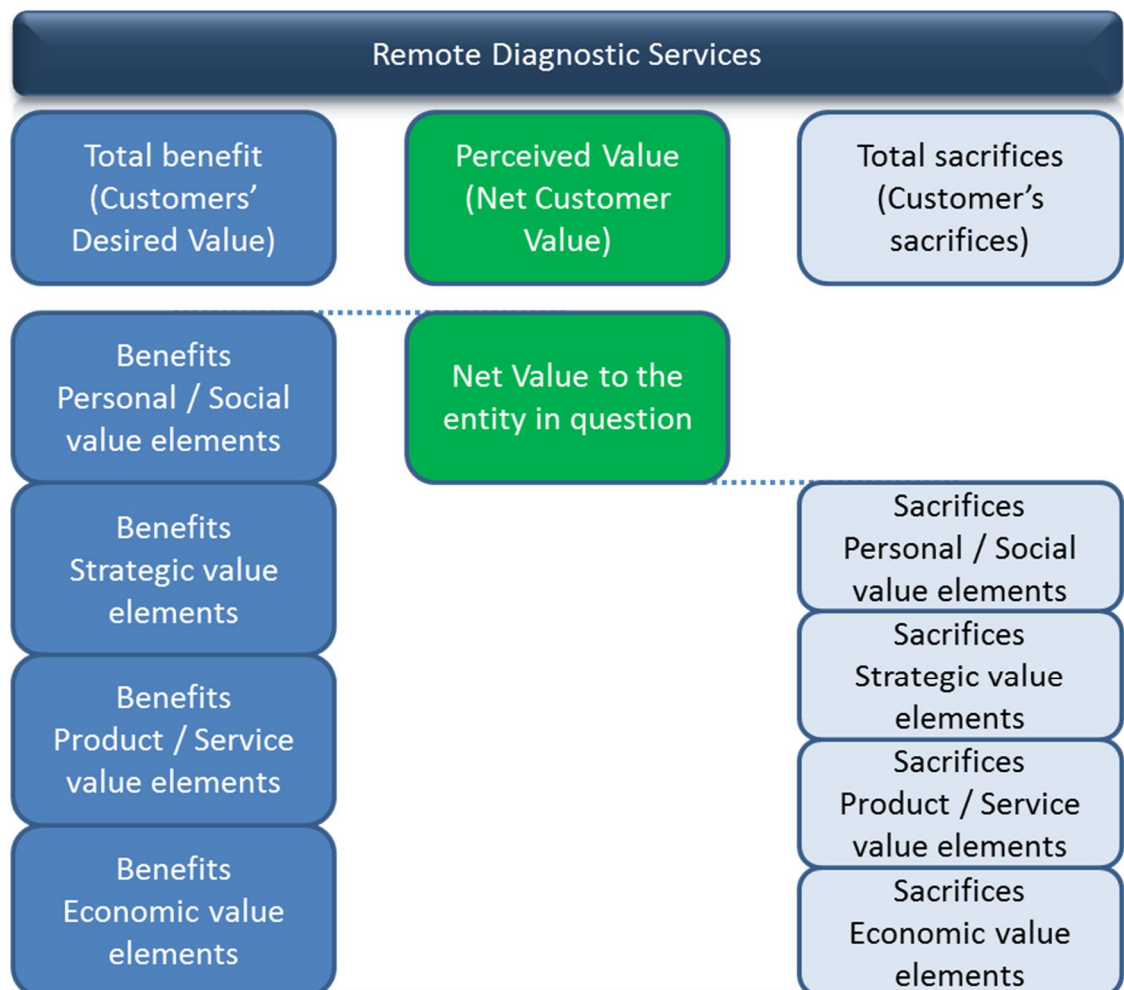 Remote Diagnostic Services
Total benefit
(Customers’
Desired Value)
Perceived Value
(Net Customer
Value)
Total sacrifices
(Customer’s
sacrifices)
Benefits
Personal / Social
value elements
Net Value to the
entity in question
Benefits
Strategic value
elements
Benefits
Product / Service
value elements
Benefits
Economic value
elements
Sacrifices
Personal / Social
value elements
Sacrifices
Strategic value
elements
Sacrifices
Product / Service
value elements
Sacrifices
Economic value
elements